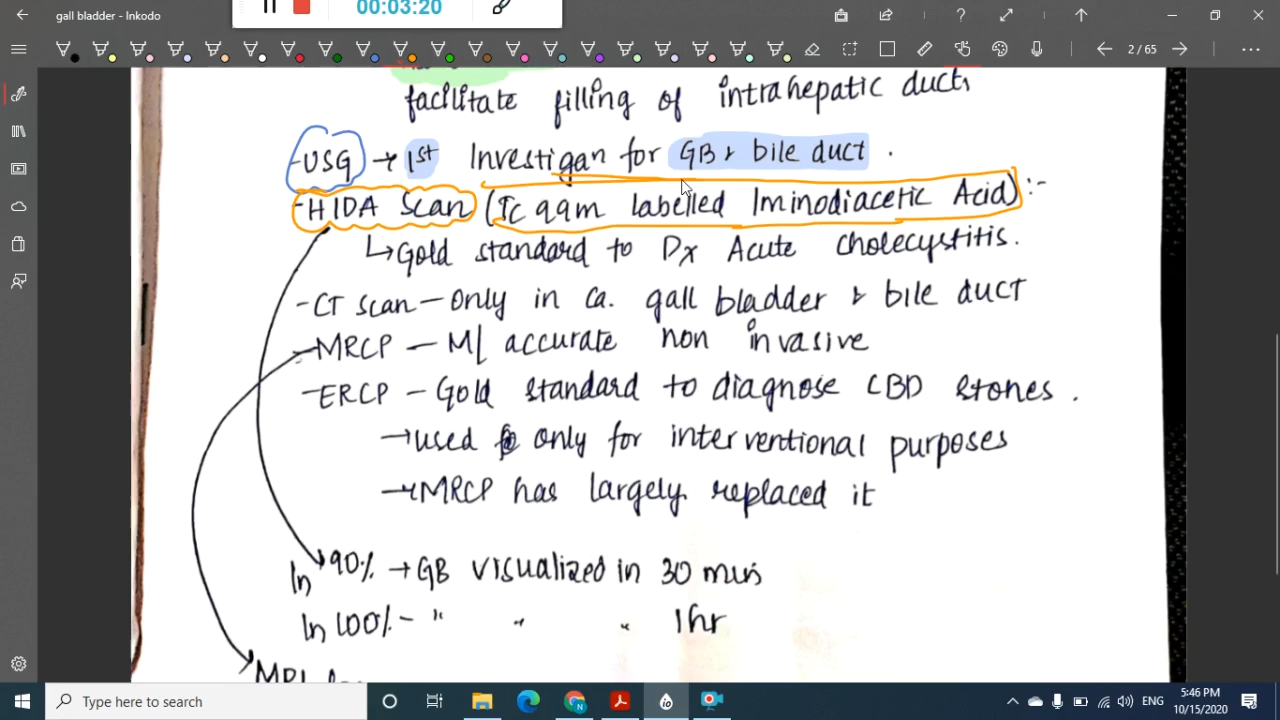 gall bladder - Inkodo
00:03:20
2 / 65
facilitate filling of intrahepatic ducts
-USG → 1st Investigan for GB & bile duct .
-HIDA Scan (Tc 99m labelled Iminodiacetic Acid) :-
↳Gold standard to Dx Acute cholecystitis.
-CT scan - Only in Ca. gall bladder & bile duct
-MRCP - M/ accurate non invasive
-ERCP - Gold standard to diagnose CBD stones .
→used only for interventional purposes
→MRCP has largely replaced it
In 90% → GB visualized in 30 mins
In 100% - " " " 1hr
MRI
Type here to search
ENG
5:46 PM
10/15/2020